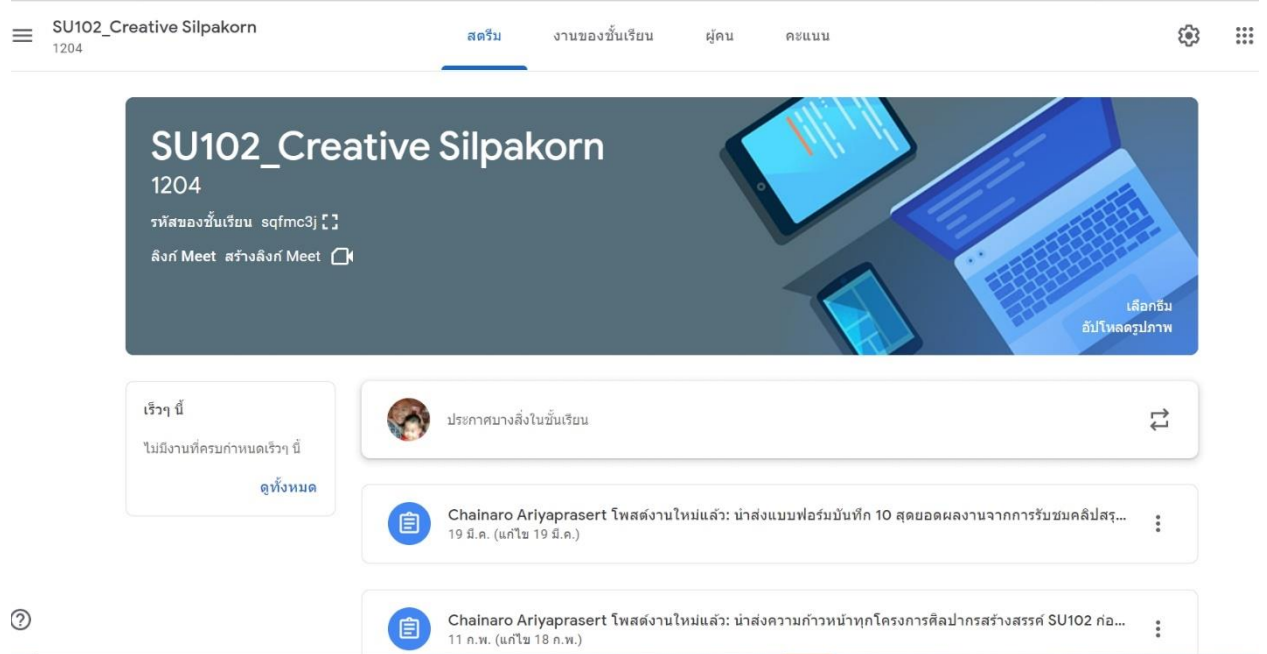 SU102_Creative Silpakorn
1204
สตรีม งานของชั้นเรียน ผู้คน คะแนน
SU102_Creative Silpakorn
1204
รหัสของชั้นเรียน sqfmc3j
ลิงก์ Meet สร้างลิงก์ Meet
เลือกธีม
อัปโหลดรูปภาพ
เร็วๆ นี้
ไม่มีงานที่ครบกำหนดเร็วๆ นี้
ดูทั้งหมด
ประกาศบางสิ่งในชั้นเรียน
Chainaro Ariyaprasert โพสต์งานใหม่แล้ว: นำส่งแบบฟอร์มบันทึก 10 สุดยอดผลงานจากการรับชมคลิปสรุ...
19 มี.ค. (แก้ไข 19 มี.ค.)
Chainaro Ariyaprasert โพสต์งานใหม่แล้ว: นำส่งความก้าวหน้าทุกโครงการศิลปากรสร้างสรรค์ SU102 ก่อ...
11 ก.พ. (แก้ไข 18 ก.พ.)